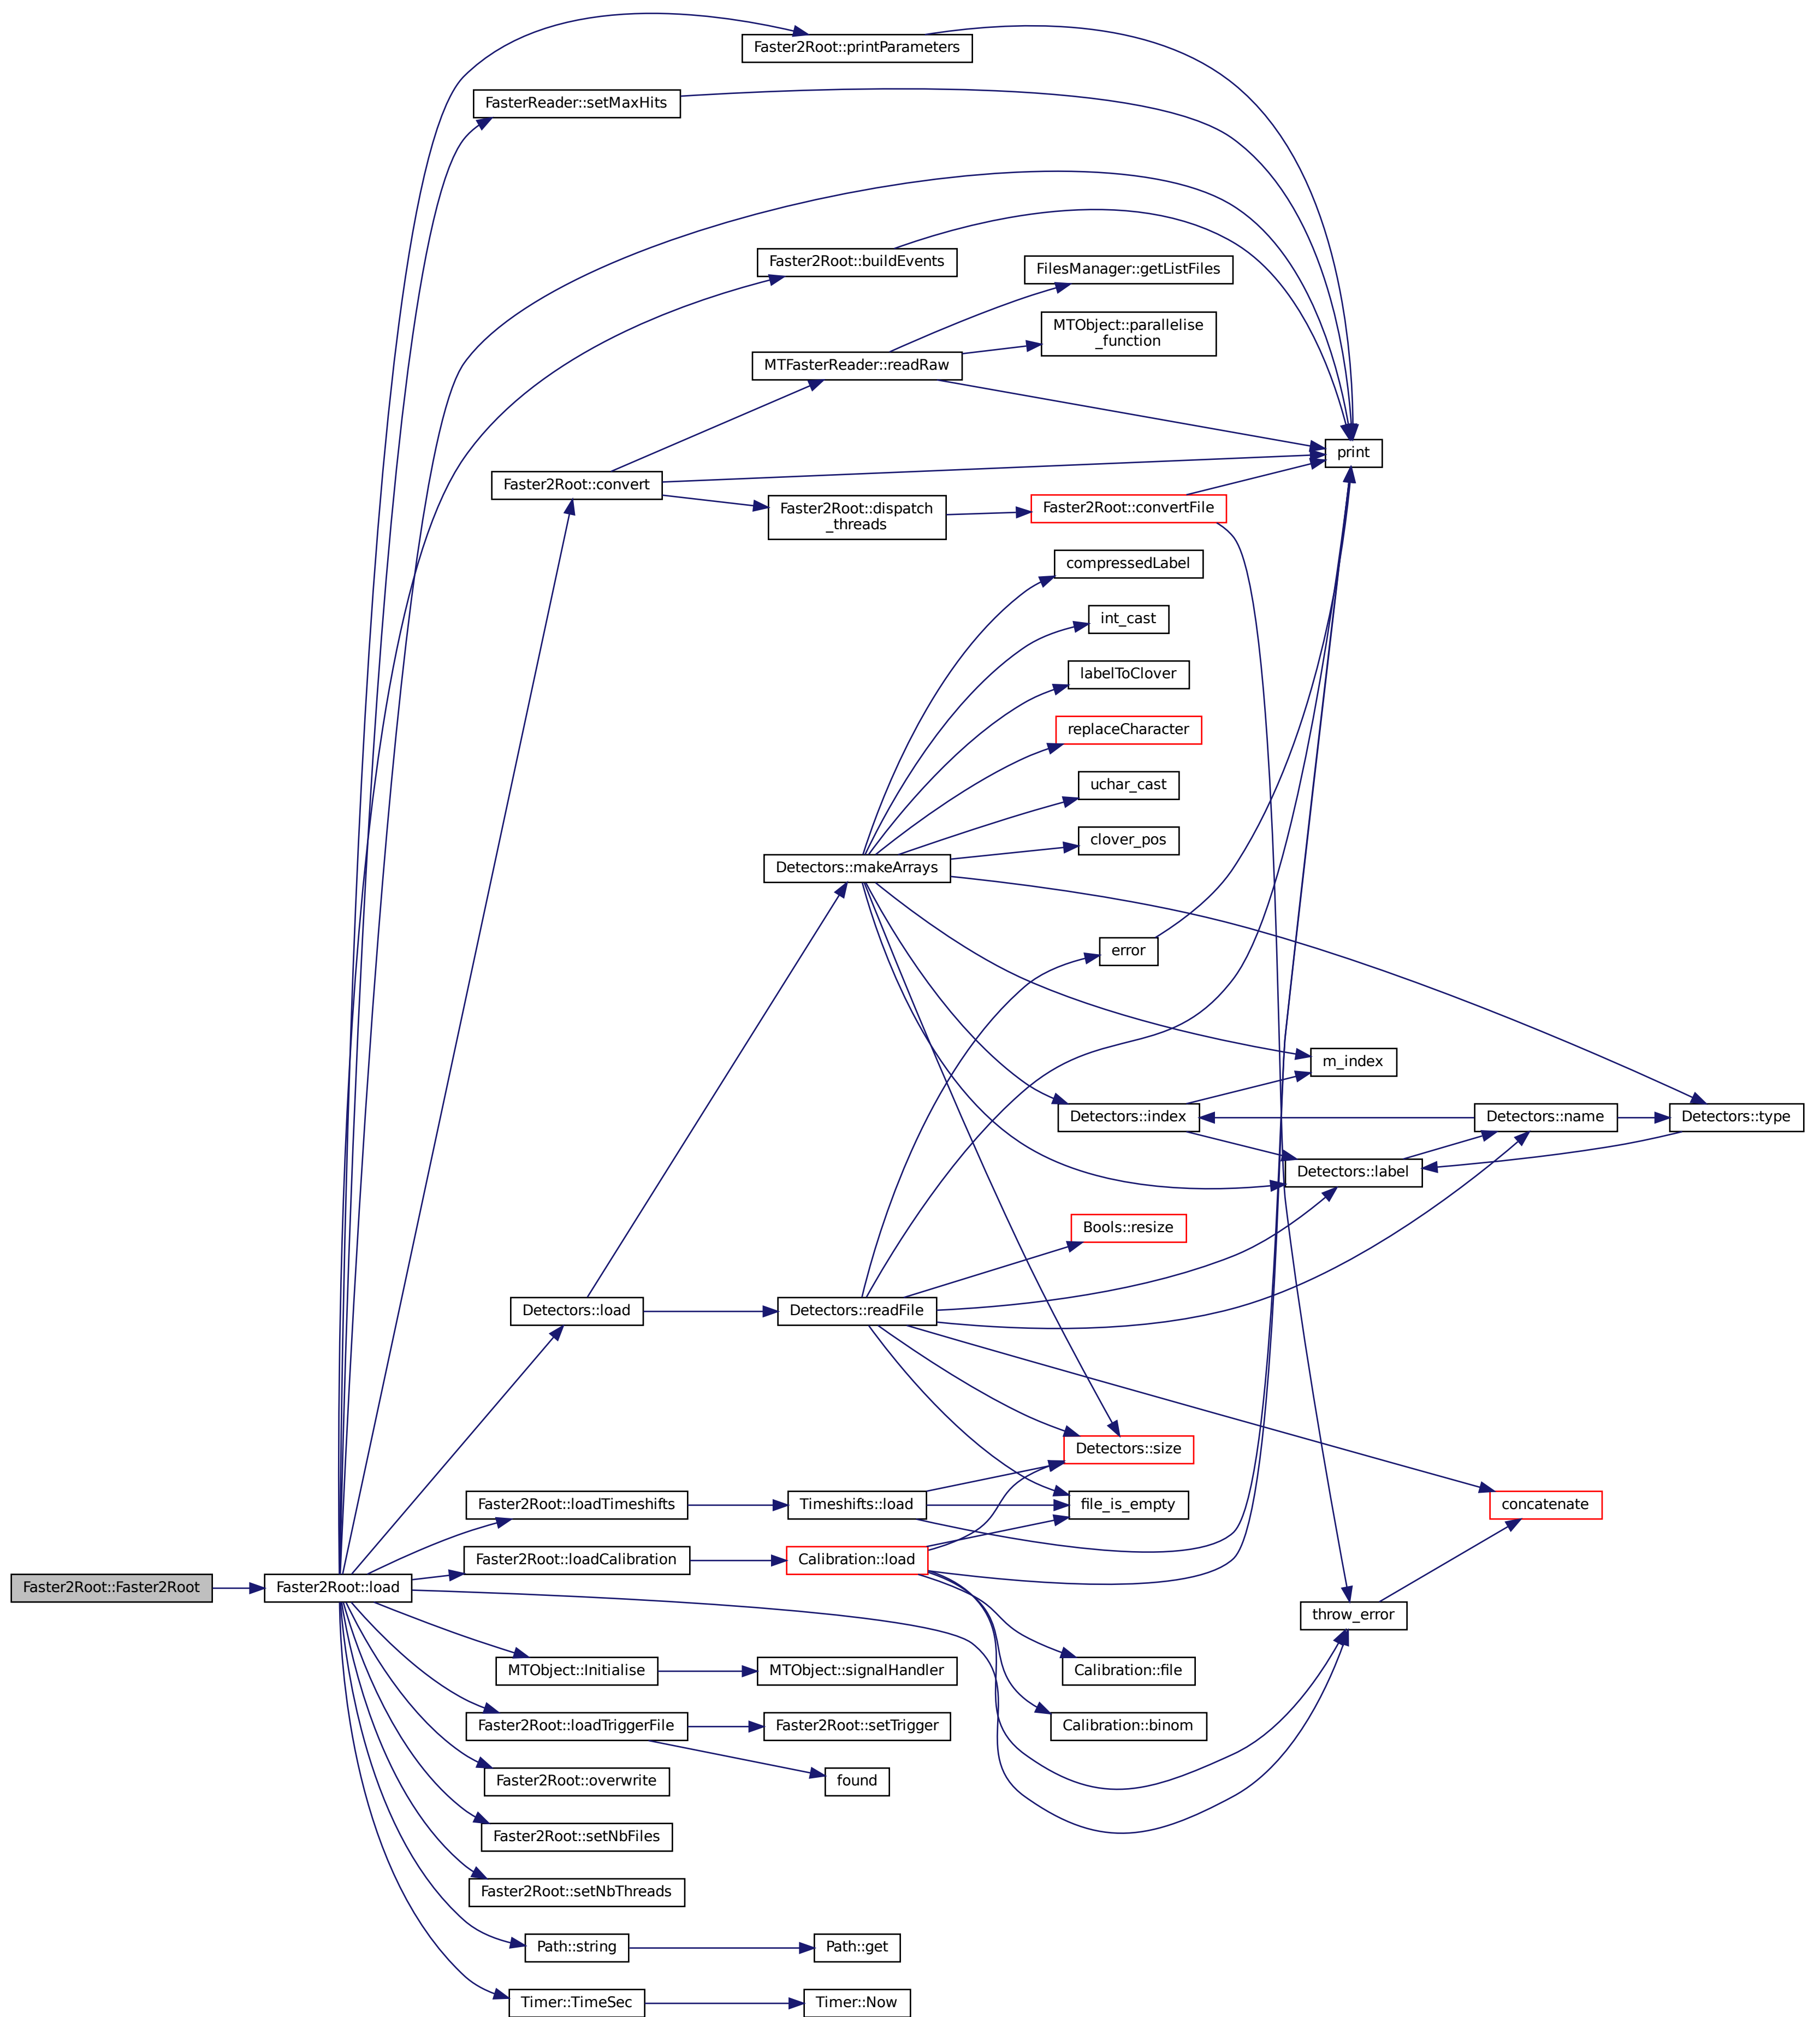 Faster2Root::printParameters
FasterReader::setMaxHits
Faster2Root::buildEvents
FilesManager::getListFiles
MTObject::parallelise
_function
MTFasterReader::readRaw
print
Faster2Root::convert
Faster2Root::dispatch
_threads
Faster2Root::convertFile
compressedLabel
int_cast
labelToClover
replaceCharacter
uchar_cast
clover_pos
Detectors::makeArrays
error
m_index
Detectors::index
Detectors::name
Detectors::type
Detectors::label
Bools::resize
Detectors::load
Detectors::readFile
Detectors::size
Faster2Root::loadTimeshifts
Timeshifts::load
file_is_empty
concatenate
Faster2Root::loadCalibration
Calibration::load
Faster2Root::Faster2Root
Faster2Root::load
throw_error
MTObject::Initialise
MTObject::signalHandler
Calibration::file
Faster2Root::loadTriggerFile
Faster2Root::setTrigger
Calibration::binom
Faster2Root::overwrite
found
Faster2Root::setNbFiles
Faster2Root::setNbThreads
Path::string
Path::get
Timer::TimeSec
Timer::Now